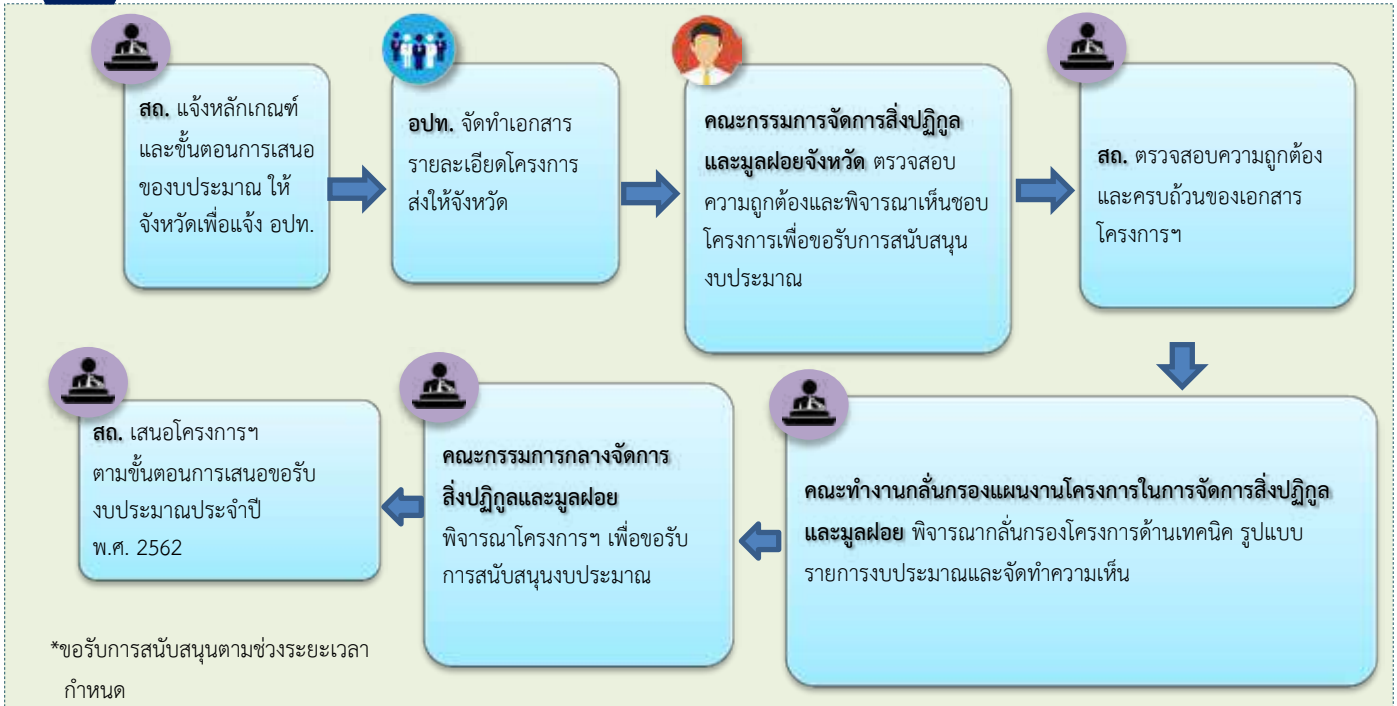 สถ. แจ้งหลักเกณฑ์
และขั้นตอนการเสนอ
ของบประมาณ ให้
จังหวัดเพื่อแจ้ง อปท.
อปท. จัดทำเอกสาร
รายละเอียดโครงการ
ส่งให้จังหวัด
คณะกรรมการจัดการสิ่งปฏิกูล
และมูลฝอยจังหวัด ตรวจสอบ
ความถูกต้องและพิจารณาเห็นชอบ
โครงการเพื่อขอรับการสนับสนุน
งบประมาณ
สถ. ตรวจสอบความถูกต้อง
และครบถ้วนของเอกสาร
โครงการฯ
คณะทำงานกลั่นกรองแผนงานโครงการในการจัดการสิ่งปฏิกูล
และมูลฝอย พิจารณากลั่นกรองโครงการด้านเทคนิค รูปแบบ
รายการงบประมาณและจัดทำความเห็น
คณะกรรมการกลางจัดการ
สิ่งปฏิกูลและมูลฝอย
พิจารณาโครงการฯ เพื่อขอรับ
การสนับสนุนงบประมาณ
สถ. เสนอโครงการฯ
ตามขั้นตอนการเสนอขอรับ
งบประมาณประจำปี
พ.ศ. 2562
*ขอรับการสนับสนุนตามช่วงระยะเวลา
กำหนด